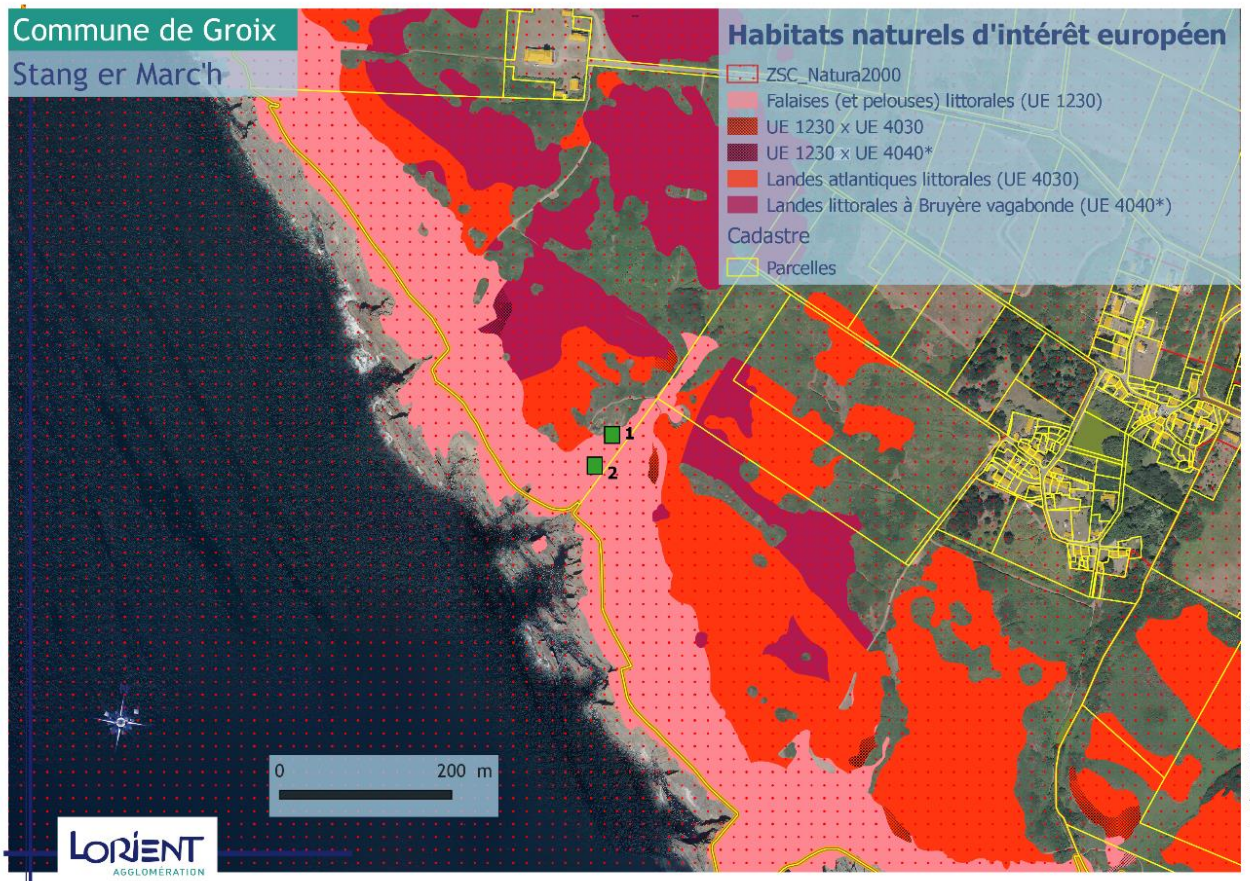 Commune de Groix
Stang er Marc'h
Habitats naturels d'intérêt européen
ZSC_Natura2000
Falaises (et pelouses) littorales (UE 1230)
UE 1230 x UE 4030
UE 1230 x UE 4040*
Landes atlantiques littorales (UE 4030)
Landes littorales à Bruyère vagabonde (UE 4040*)
Cadastre
Parcelles
1
2
0 200 m
LORIENT
AGGLOMÉRATION